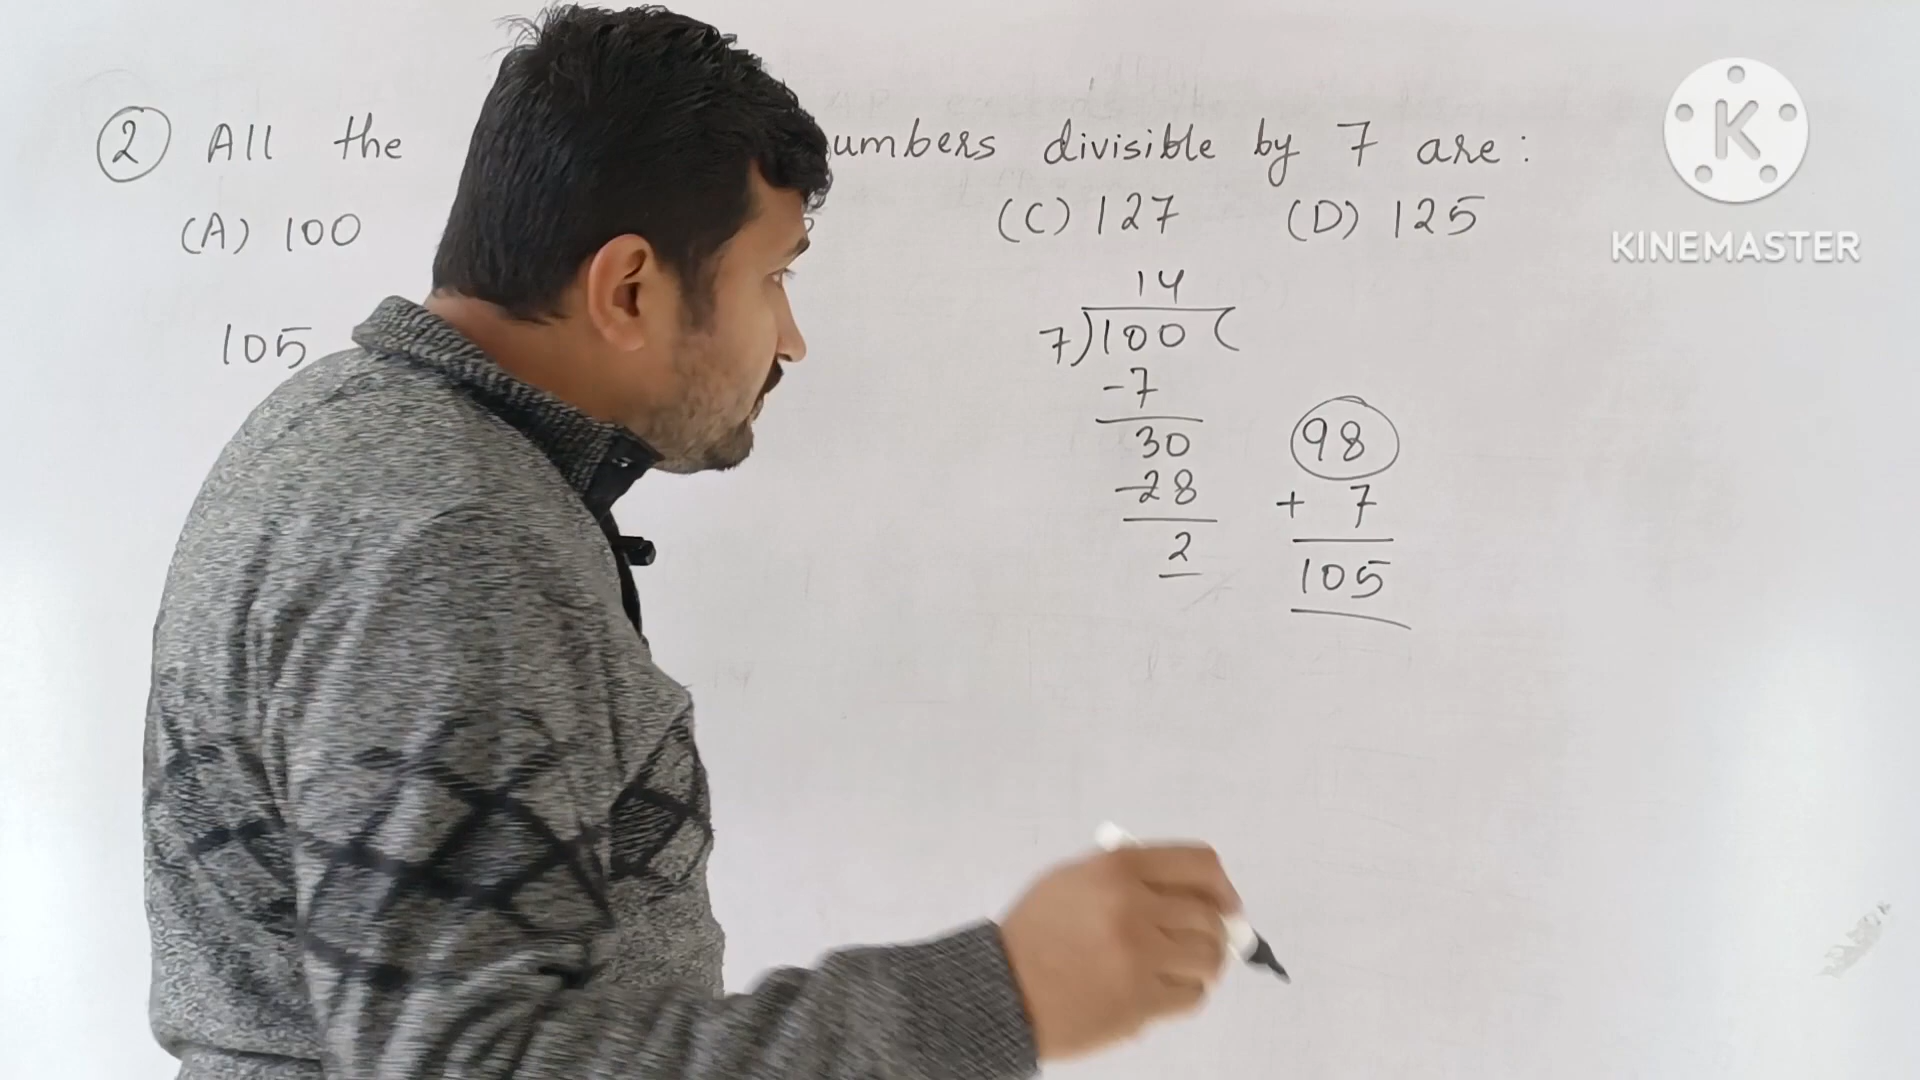 2 All the umbers divisible by 7 are :
(A) 100 (C) 127 (D) 125
14
105 7)100(
-7
30 98
-28 + 7
2 105
K
KINEMASTER